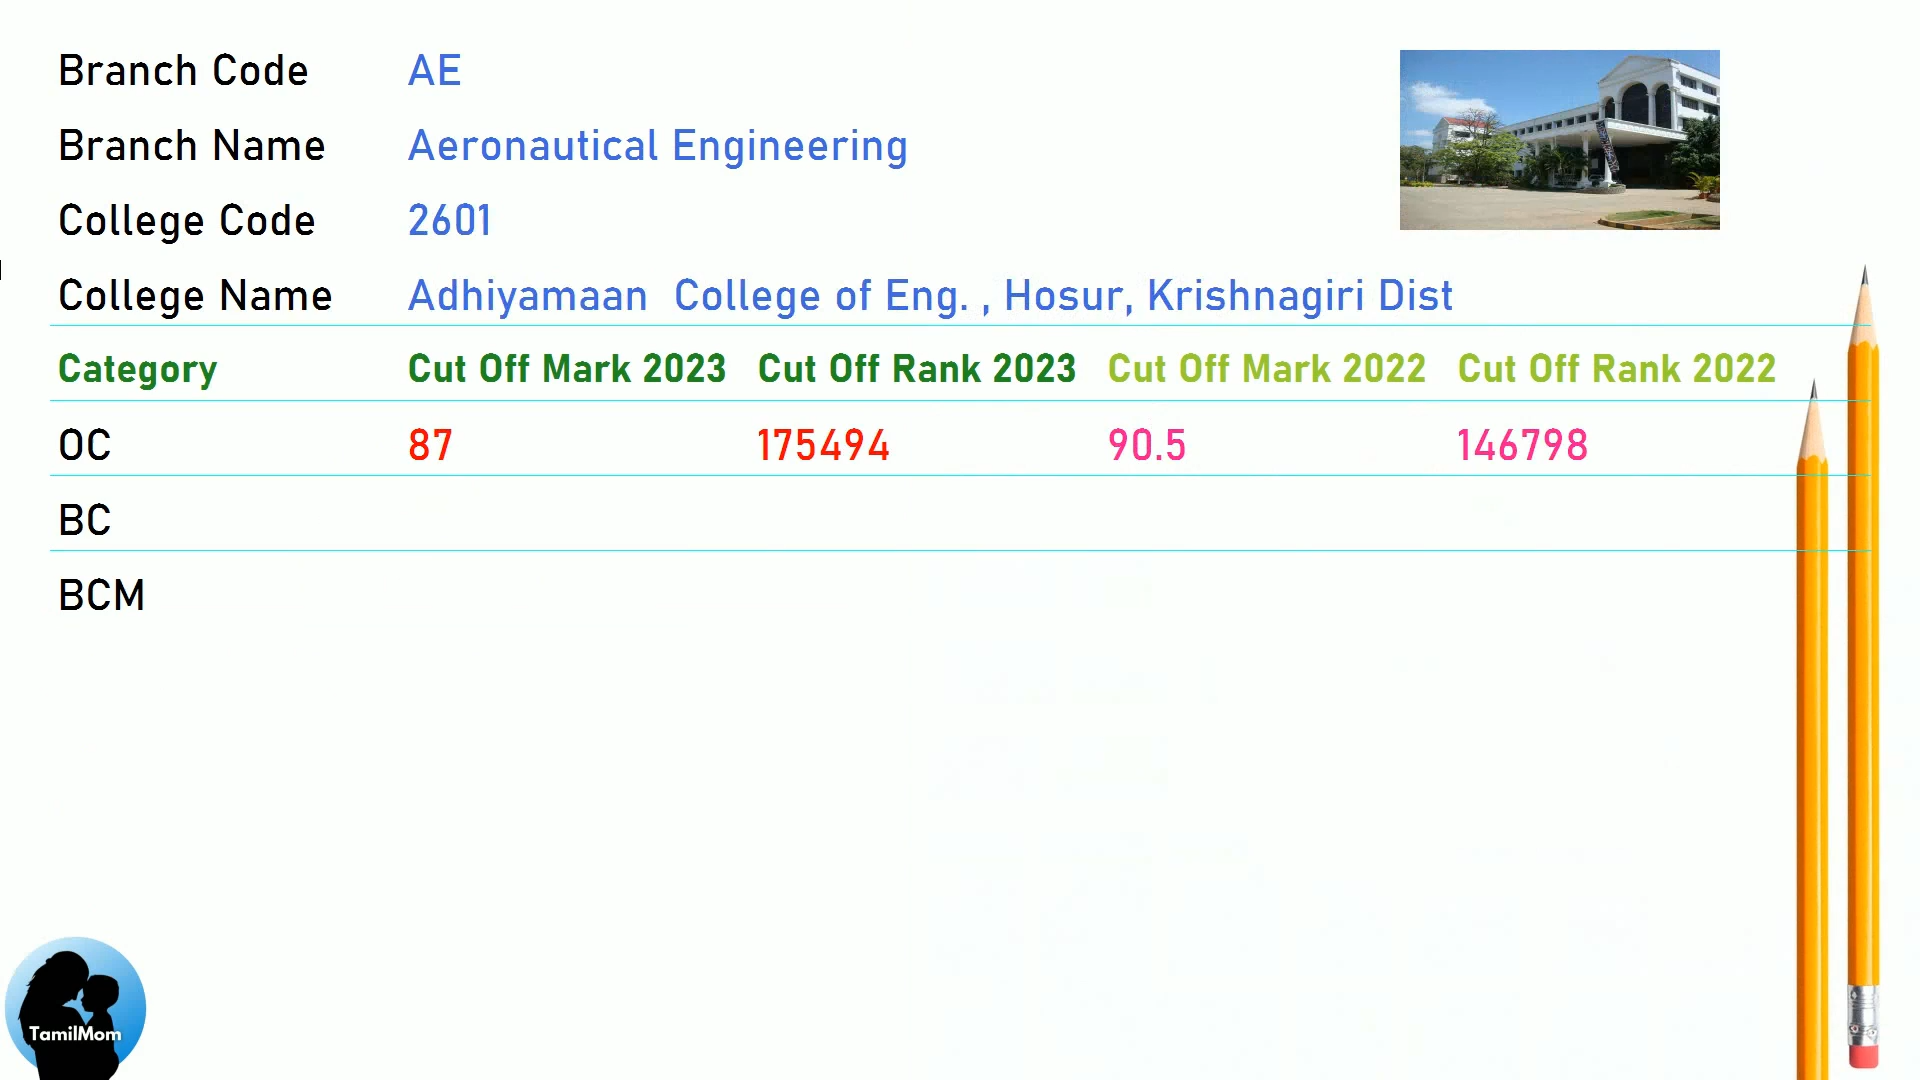 Branch Code AE
Branch Name Aeronautical Engineering
College Code 2601
College Name Adhiyamaan College of Eng. , Hosur, Krishnagiri Dist
Category Cut Off Mark 2023 Cut Off Rank 2023 Cut Off Mark 2022 Cut Off Rank 2022
OC 87 175494 90.5 146798
BC
BCM
TamilMom